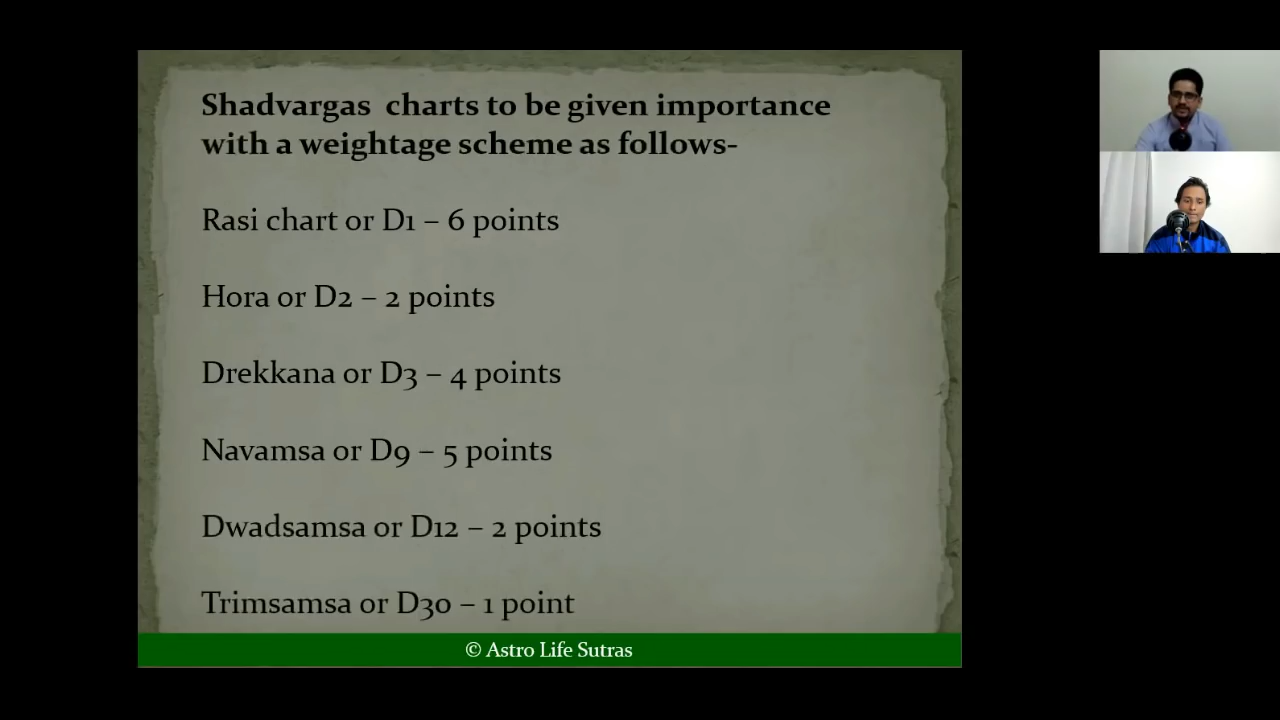 Shadvargas charts to be given importance
with a weightage scheme as follows-
Rasi chart or D1 – 6 points
Hora or D2 – 2 points
Drekkana or D3 – 4 points
Navamsa or D9 – 5 points
Dwadsamsa or D12 – 2 points
Trimsamsa or D30 – 1 point
© Astro Life Sutras